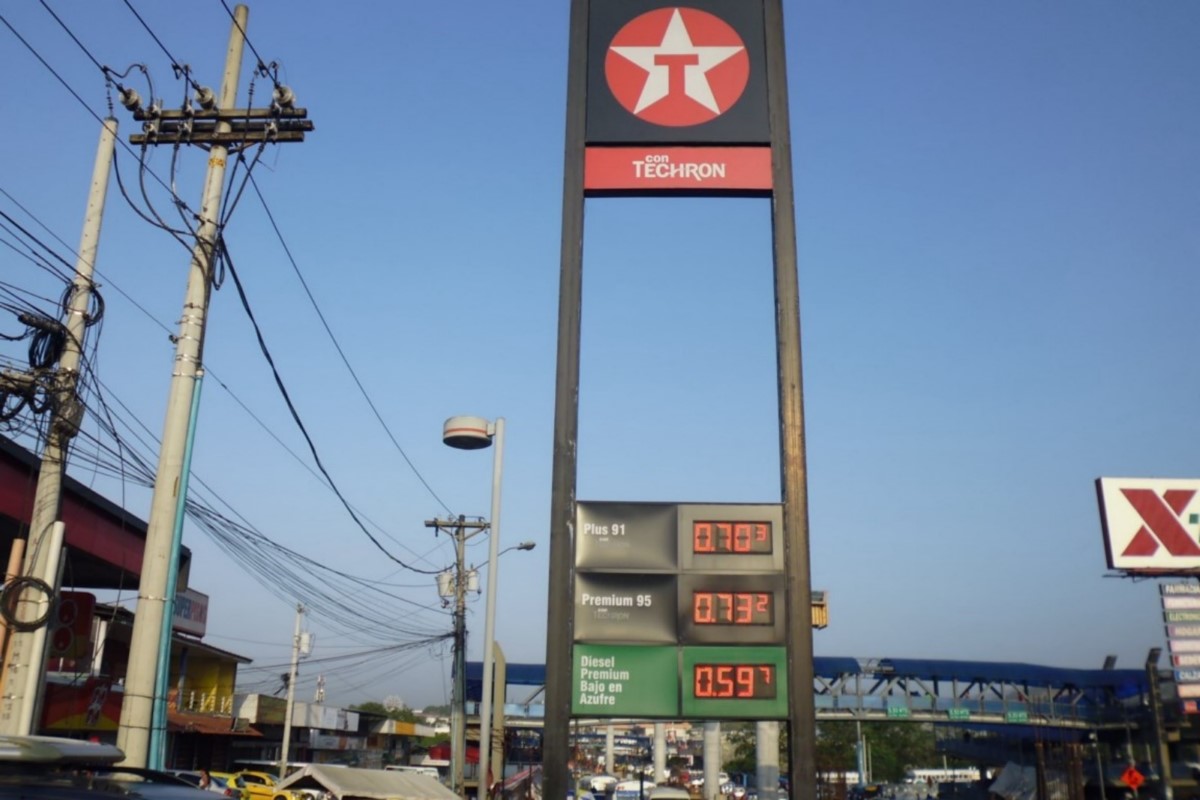 T
con
TECHRON
Plus 91
0.703
Premium 95
0.732
Diesel
Premium
Bajo en
Azufre
0.597
X